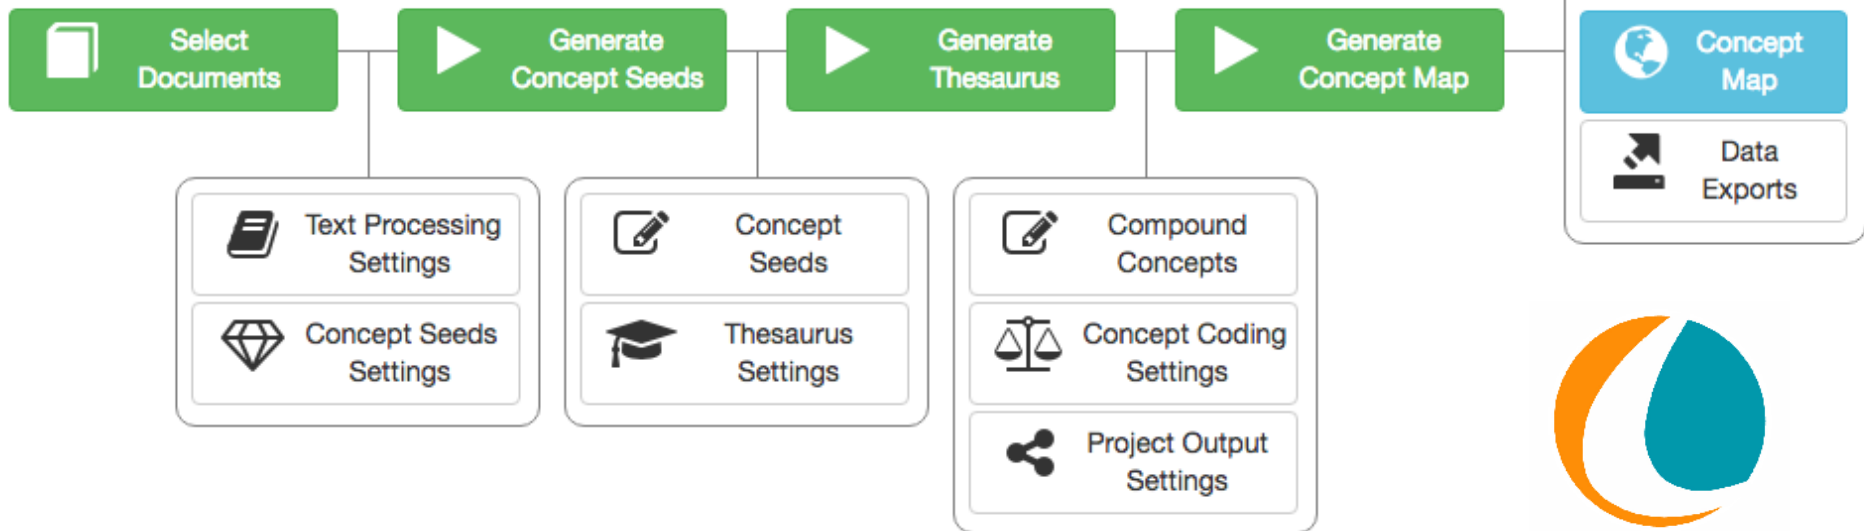 Select
Documents
Generate
Concept Seeds
Generate
Thesaurus
Generate
Concept Map
Concept
Map
Data
Exports
Text Processing
Settings
Concept Seeds
Settings
Concept
Seeds
Thesaurus
Settings
Compound
Concepts
Concept Coding
Settings
Project Output
Settings